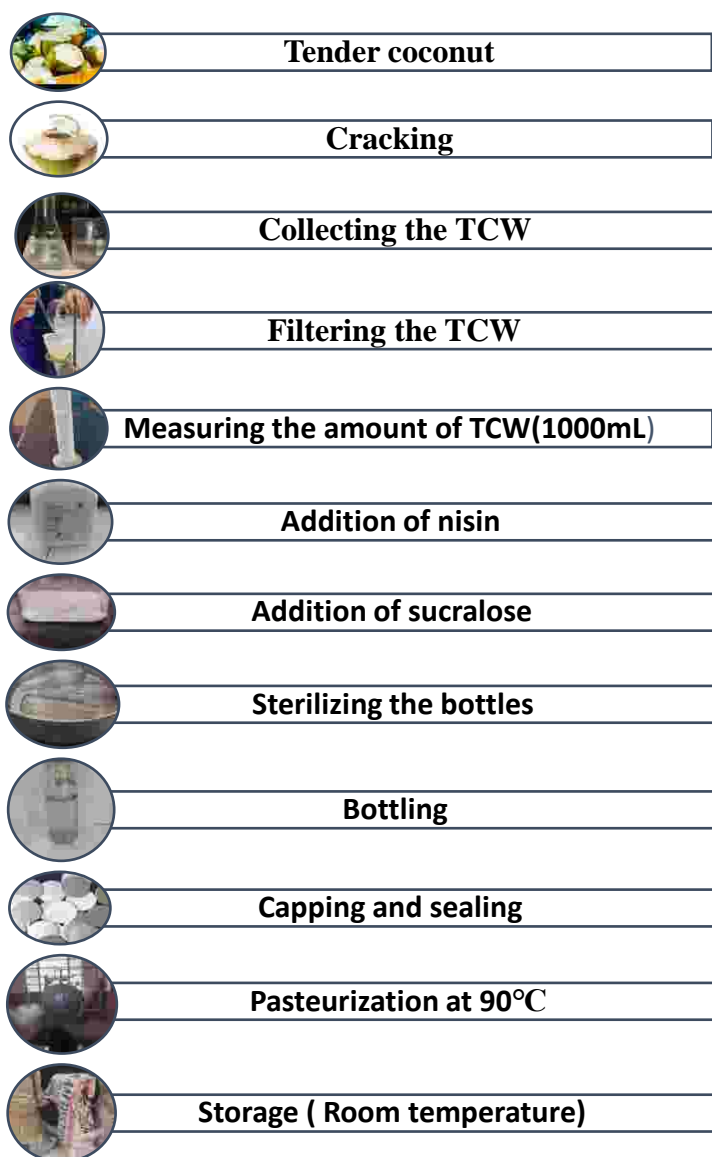 Tender coconut
Cracking
Collecting the TCW
Filtering the TCW
Measuring the amount of TCW(1000mL)
Addition of nisin
Addition of sucralose
Sterilizing the bottles
Bottling
Capping and sealing
Pasteurization at 90°C
Storage ( Room temperature)